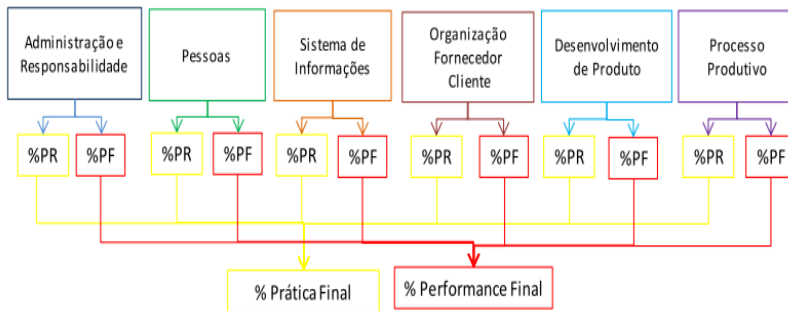 Administração e
Responsabilidade
Pessoas
Sistema de
Informações
Organização
Fornecedor
Cliente
Desenvolvimento
de Produto
Processo
Produtivo
%PR
%PF
%PR
%PF
%PR
%PF
%PR
%PF
%PR
%PF
%PR
%PF
% Prática Final
% Performance Final